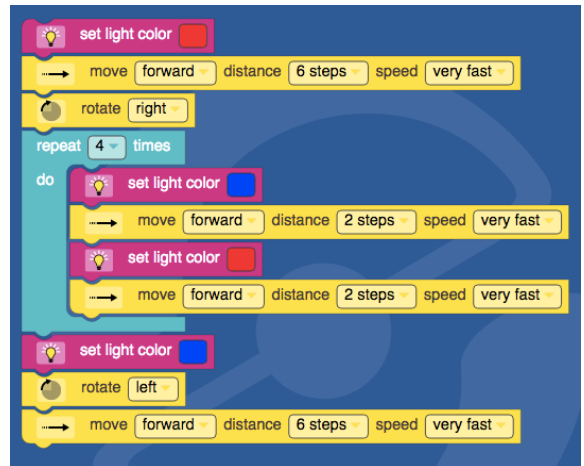 set light color
move forward distance 6 steps speed very fast
rotate right
repeat 4 times
do set light color
move forward distance 2 steps speed very fast
set light color
move forward distance 2 steps speed very fast
set light color
rotate left
move forward distance 6 steps speed very fast